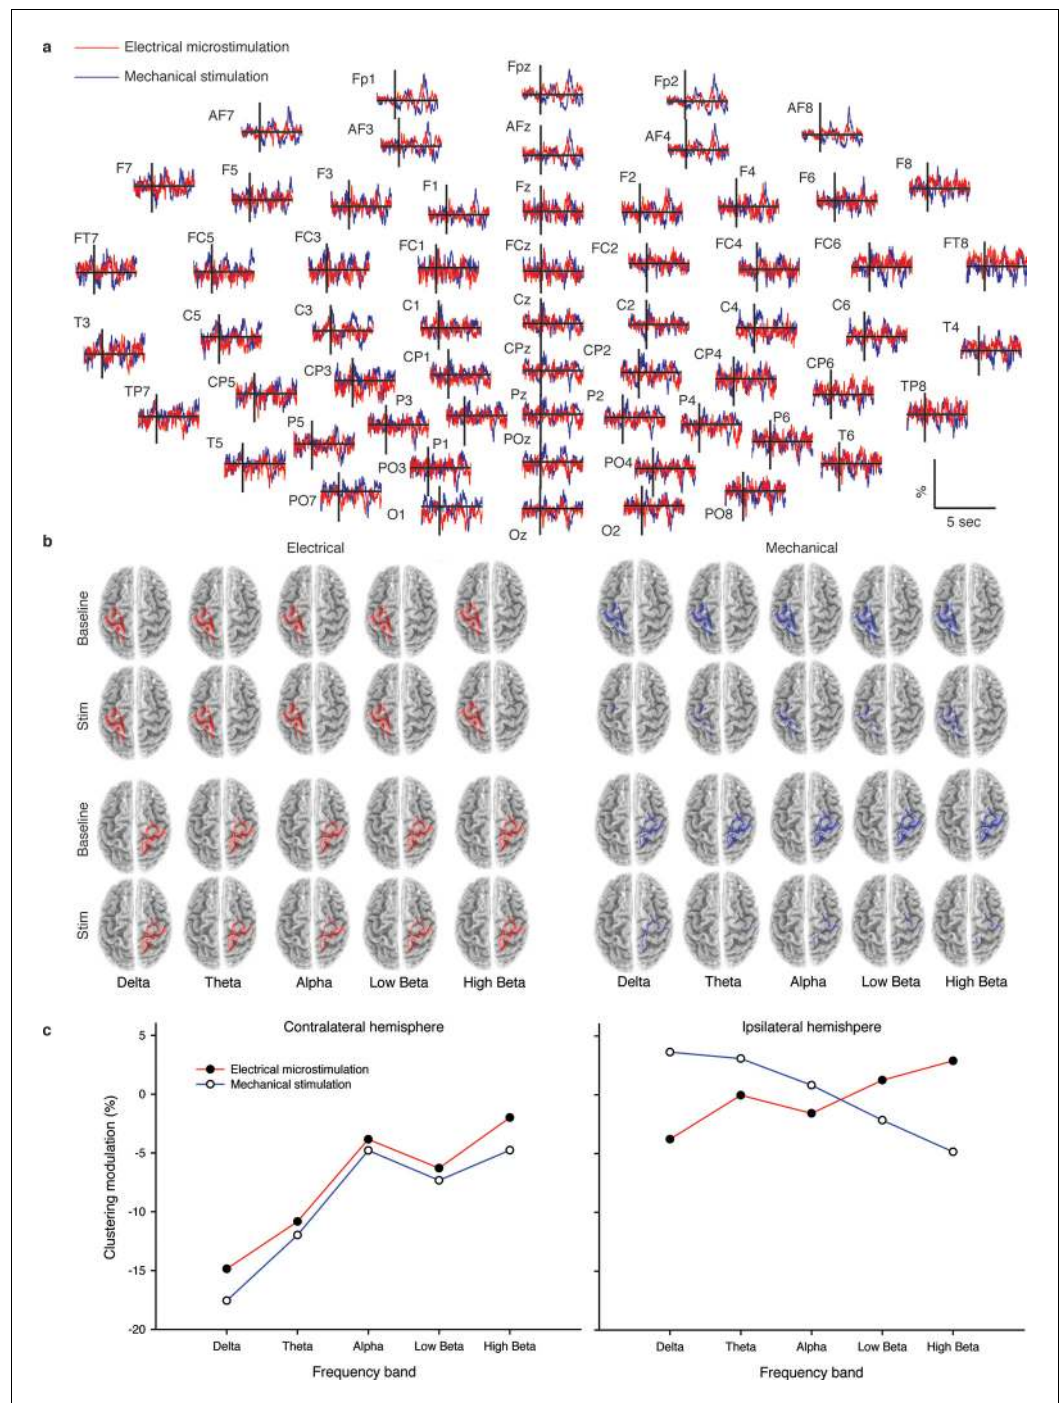 a
Electrical microstimulation
Mechanical stimulation
Fp1 Fpz Fp2
AF7 AF3 AFz AF4 AF8
F7 F5 F3 F1 Fz F2 F4 F6 F8
FT7 FC5 FC3 FC1 FCz FC2 FC4 FC6 FT8
T3 C5 C3 C1 Cz C2 C4 C6 T4
TP7 CP5 CP3 CP1 CPz CP2 CP4 CP6 TP8
T5 P5 P3 P1 Pz P2 P4 P6 T6
PO7 PO3 POz PO4 PO8
O1 Oz O2
%
5 sec
b
Electrical Mechanical
Baseline
Stim
Baseline
Stim
Delta Theta Alpha Low Beta High Beta Delta Theta Alpha Low Beta High Beta
c
Contralateral hemisphere Ipsilateral hemishpere
Electrical microstimulation
Mechanical stimulation
Clustering modulation (%)
5
0
-5
-10
-15
-20
Delta Theta Alpha Low Beta High Beta Delta Theta Alpha Low Beta High Beta
Frequency band Frequency band